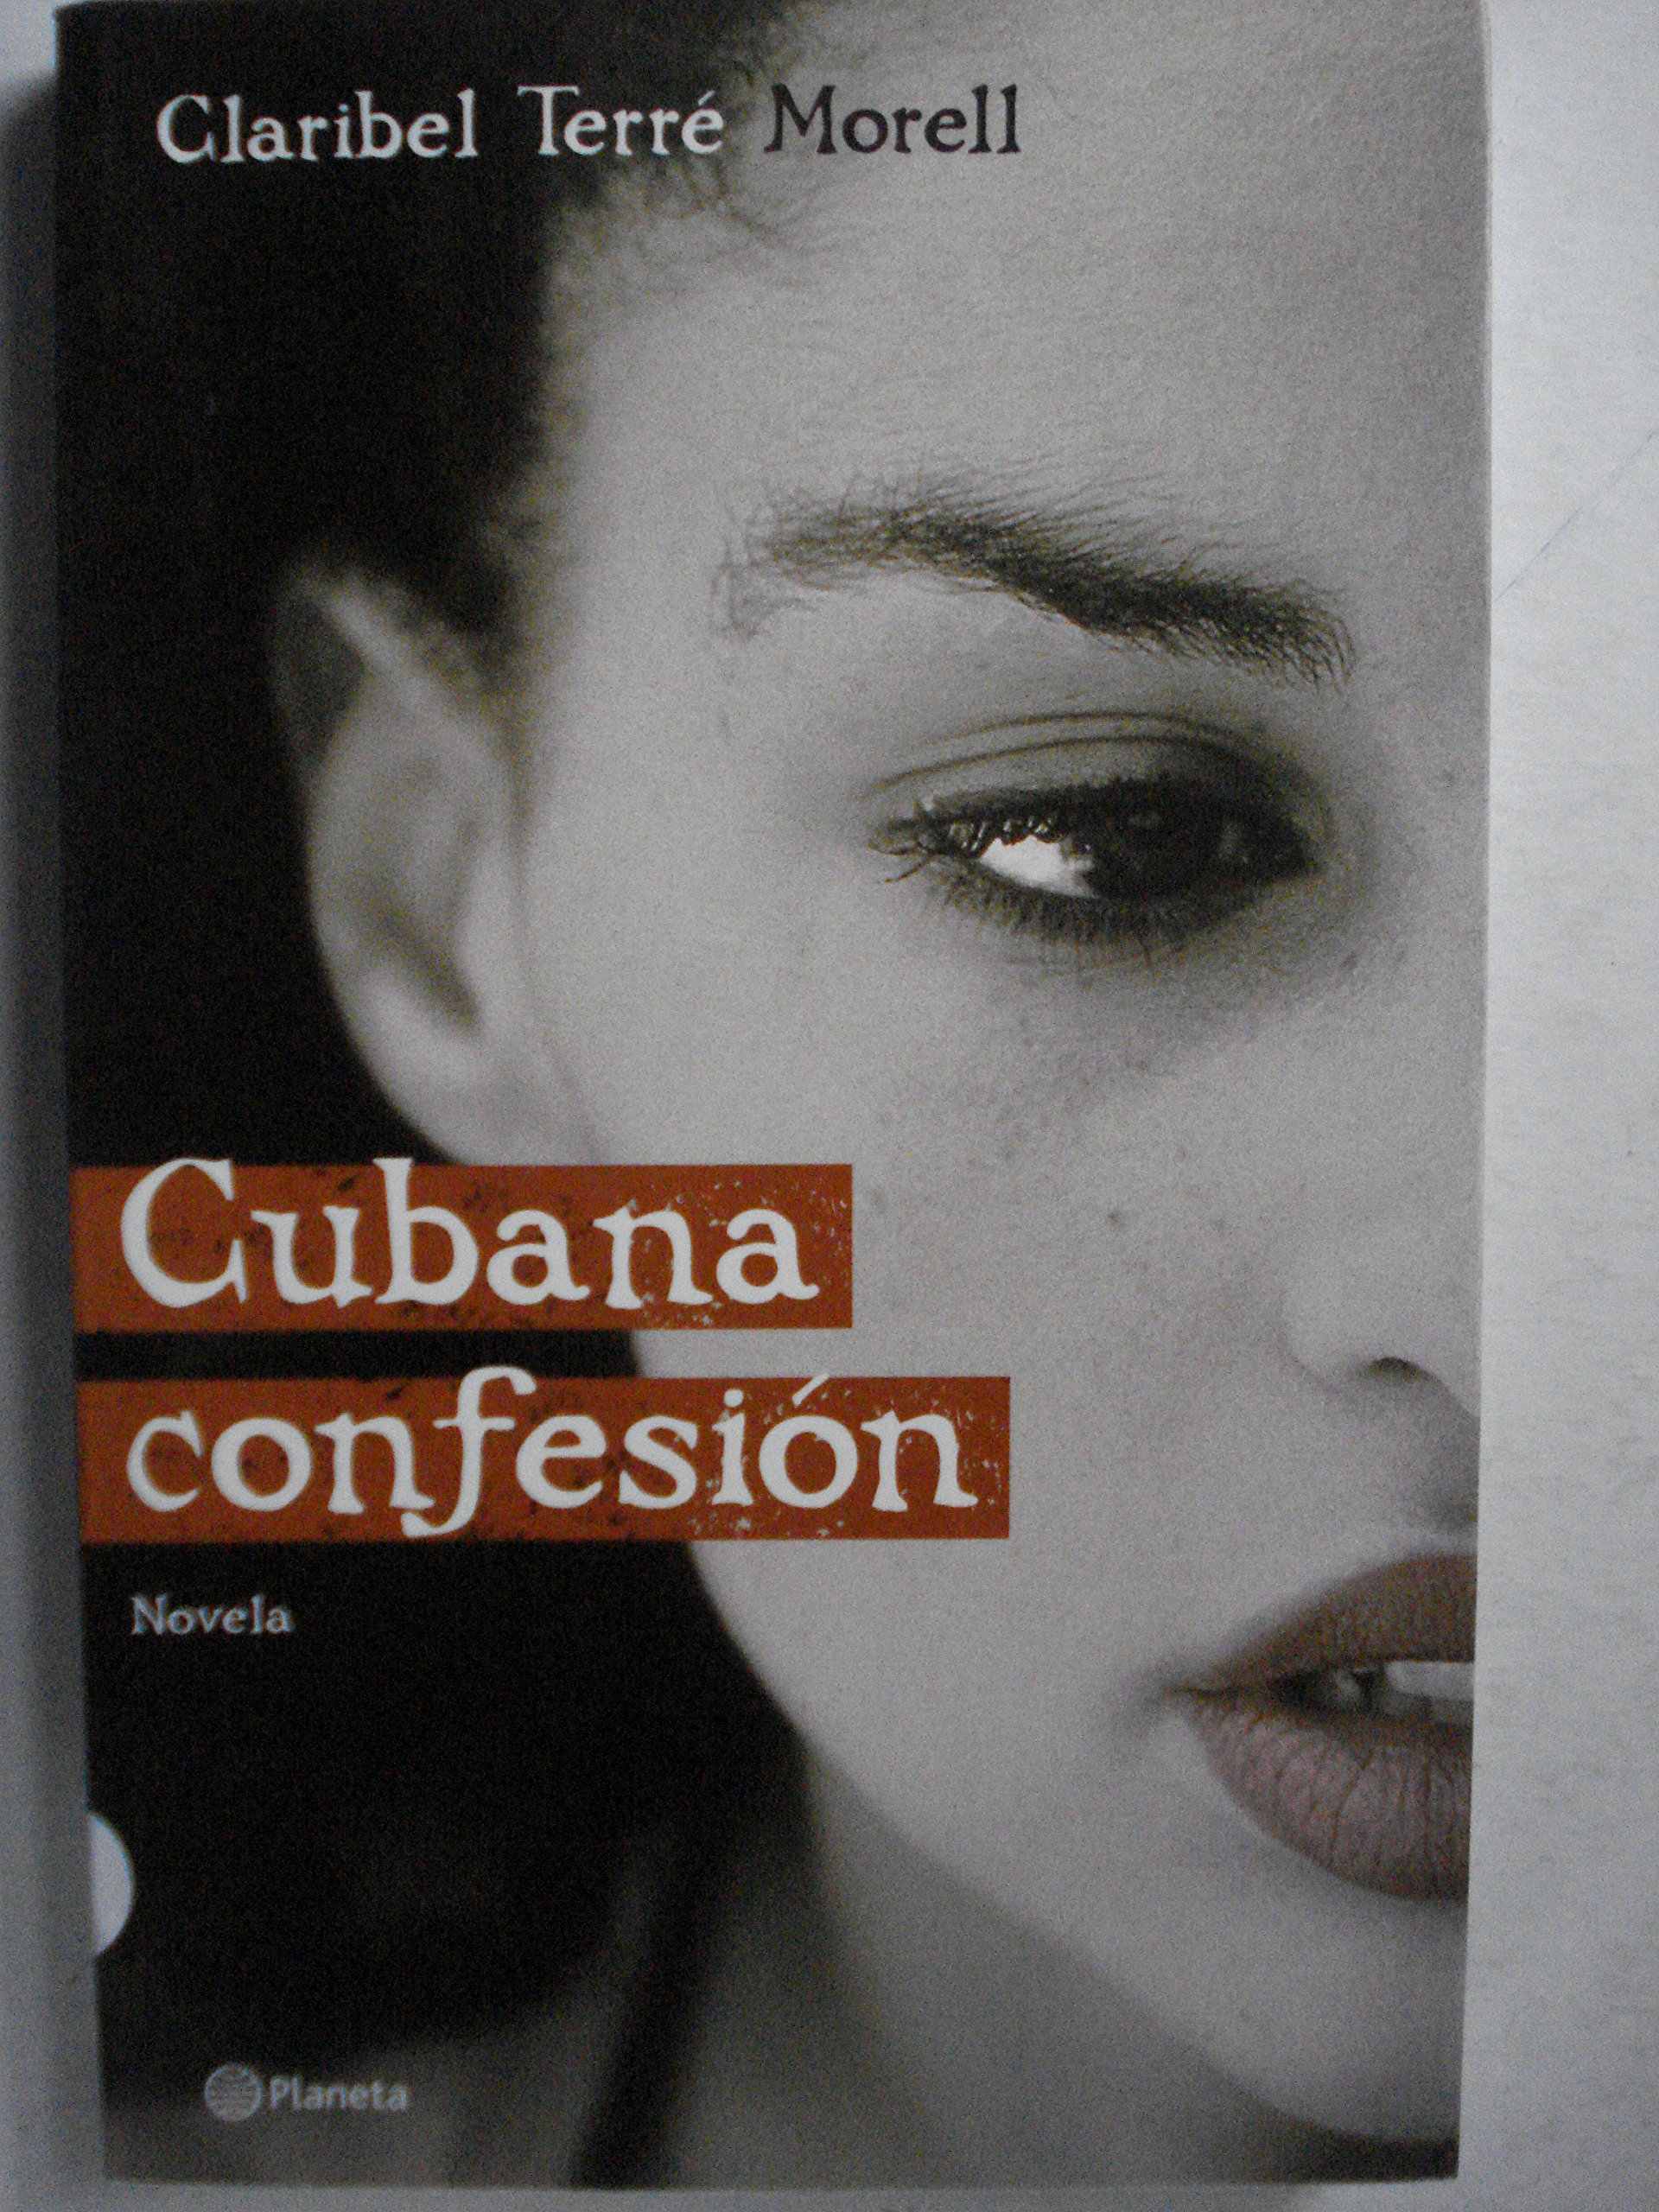 Claribel Terré Morell
Cubana
confesión
Novela
Planeta